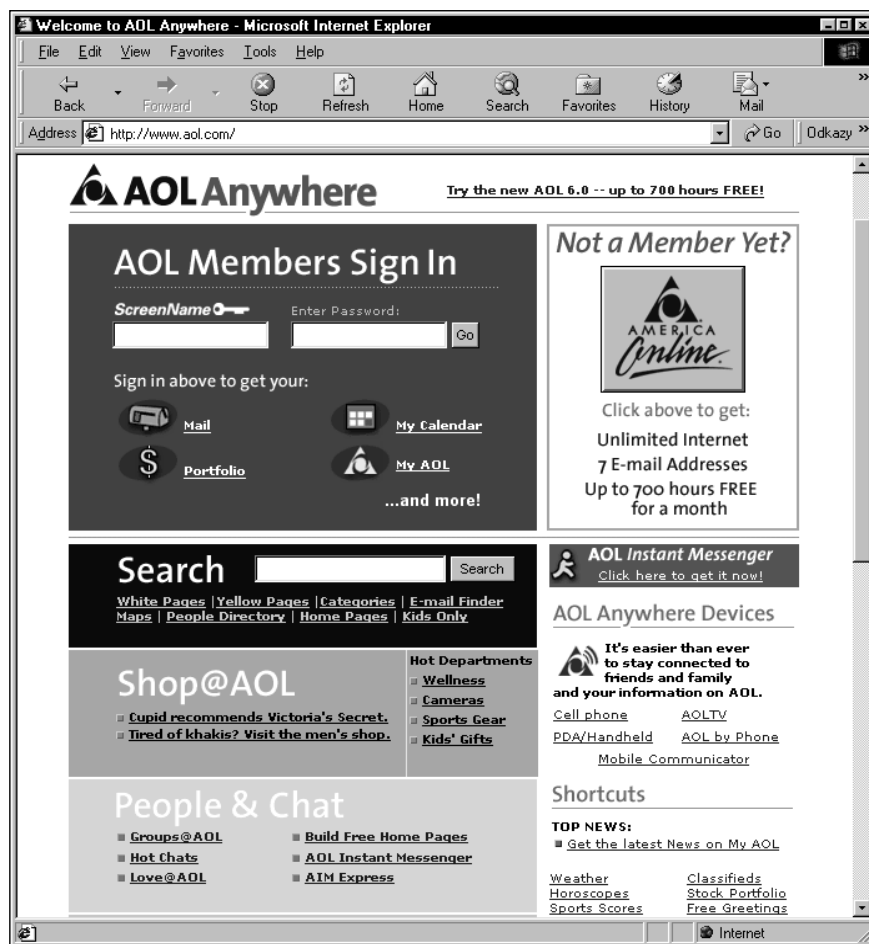 Welcome to AOL Anywhere - Microsoft Internet Explorer
File Edit View Favorites Tools Help
Back Forward Stop Refresh Home Search Favorites History Mail »
Address http://www.aol.com/ Go Odkazy »
AOL Anywhere
Try the new AOL 6.0 -- up to 700 hours FREE!
AOL Members Sign In
ScreenName Enter Password:
Go
Sign in above to get your:
Mail My Calendar
Portfolio My AOL
...and more!
Not a Member Yet?
AMERICA
Online
Click above to get:
Unlimited Internet
7 E-mail Addresses
Up to 700 hours FREE
for a month
Search Search
White Pages | Yellow Pages | Categories | E-mail Finder
Maps | People Directory | Home Pages | Kids Only
AOL Instant Messenger
Click here to get it now!
Shop@AOL
Cupid recommends Victoria's Secret.
Tired of khakis? Visit the men's shop.
Hot Departments
Wellness
Cameras
Sports Gear
Kids' Gifts
AOL Anywhere Devices
It's easier than ever
to stay connected to
friends and family
and your information on AOL.
Cell phone AOLTV
PDA/Handheld AOL by Phone
Mobile Communicator
People & Chat
Groups@AOL Build Free Home Pages
Hot Chats AOL Instant Messenger
Love@AOL AIM Express
Shortcuts
TOP NEWS:
Get the latest News on My AOL
Weather Classifieds
Horoscopes Stock Portfolio
Sports Scores Free Greetings
Internet